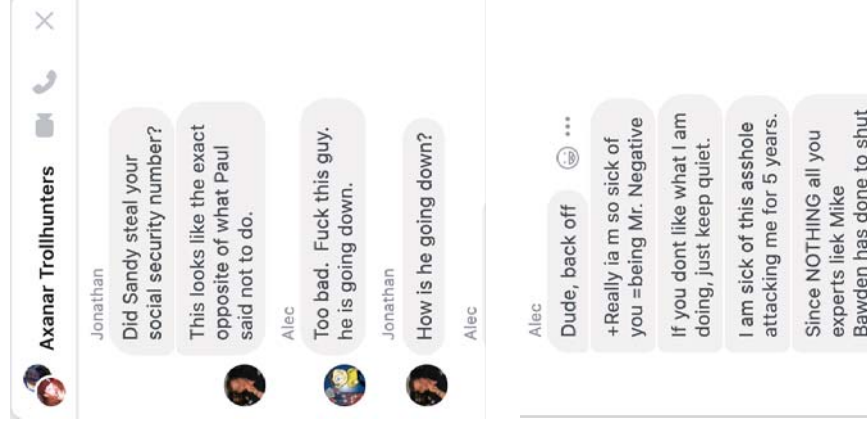 Axanar Trollhunters
Jonathan
Did Sandy steal your
social security number?
This looks like the exact
opposite of what Paul
said not to do.
Alec
Too bad. Fuck this guy.
he is going down.
Jonathan
How is he going down?
Alec
Alec
Dude, back off
+Really ia m so sick of
you =being Mr. Negative
If you dont like what I am
doing, just keep quiet.
I am sick of this asshole
attacking me for 5 years.
Since NOTHING all you
experts liek Mike
Bawden has done to shut